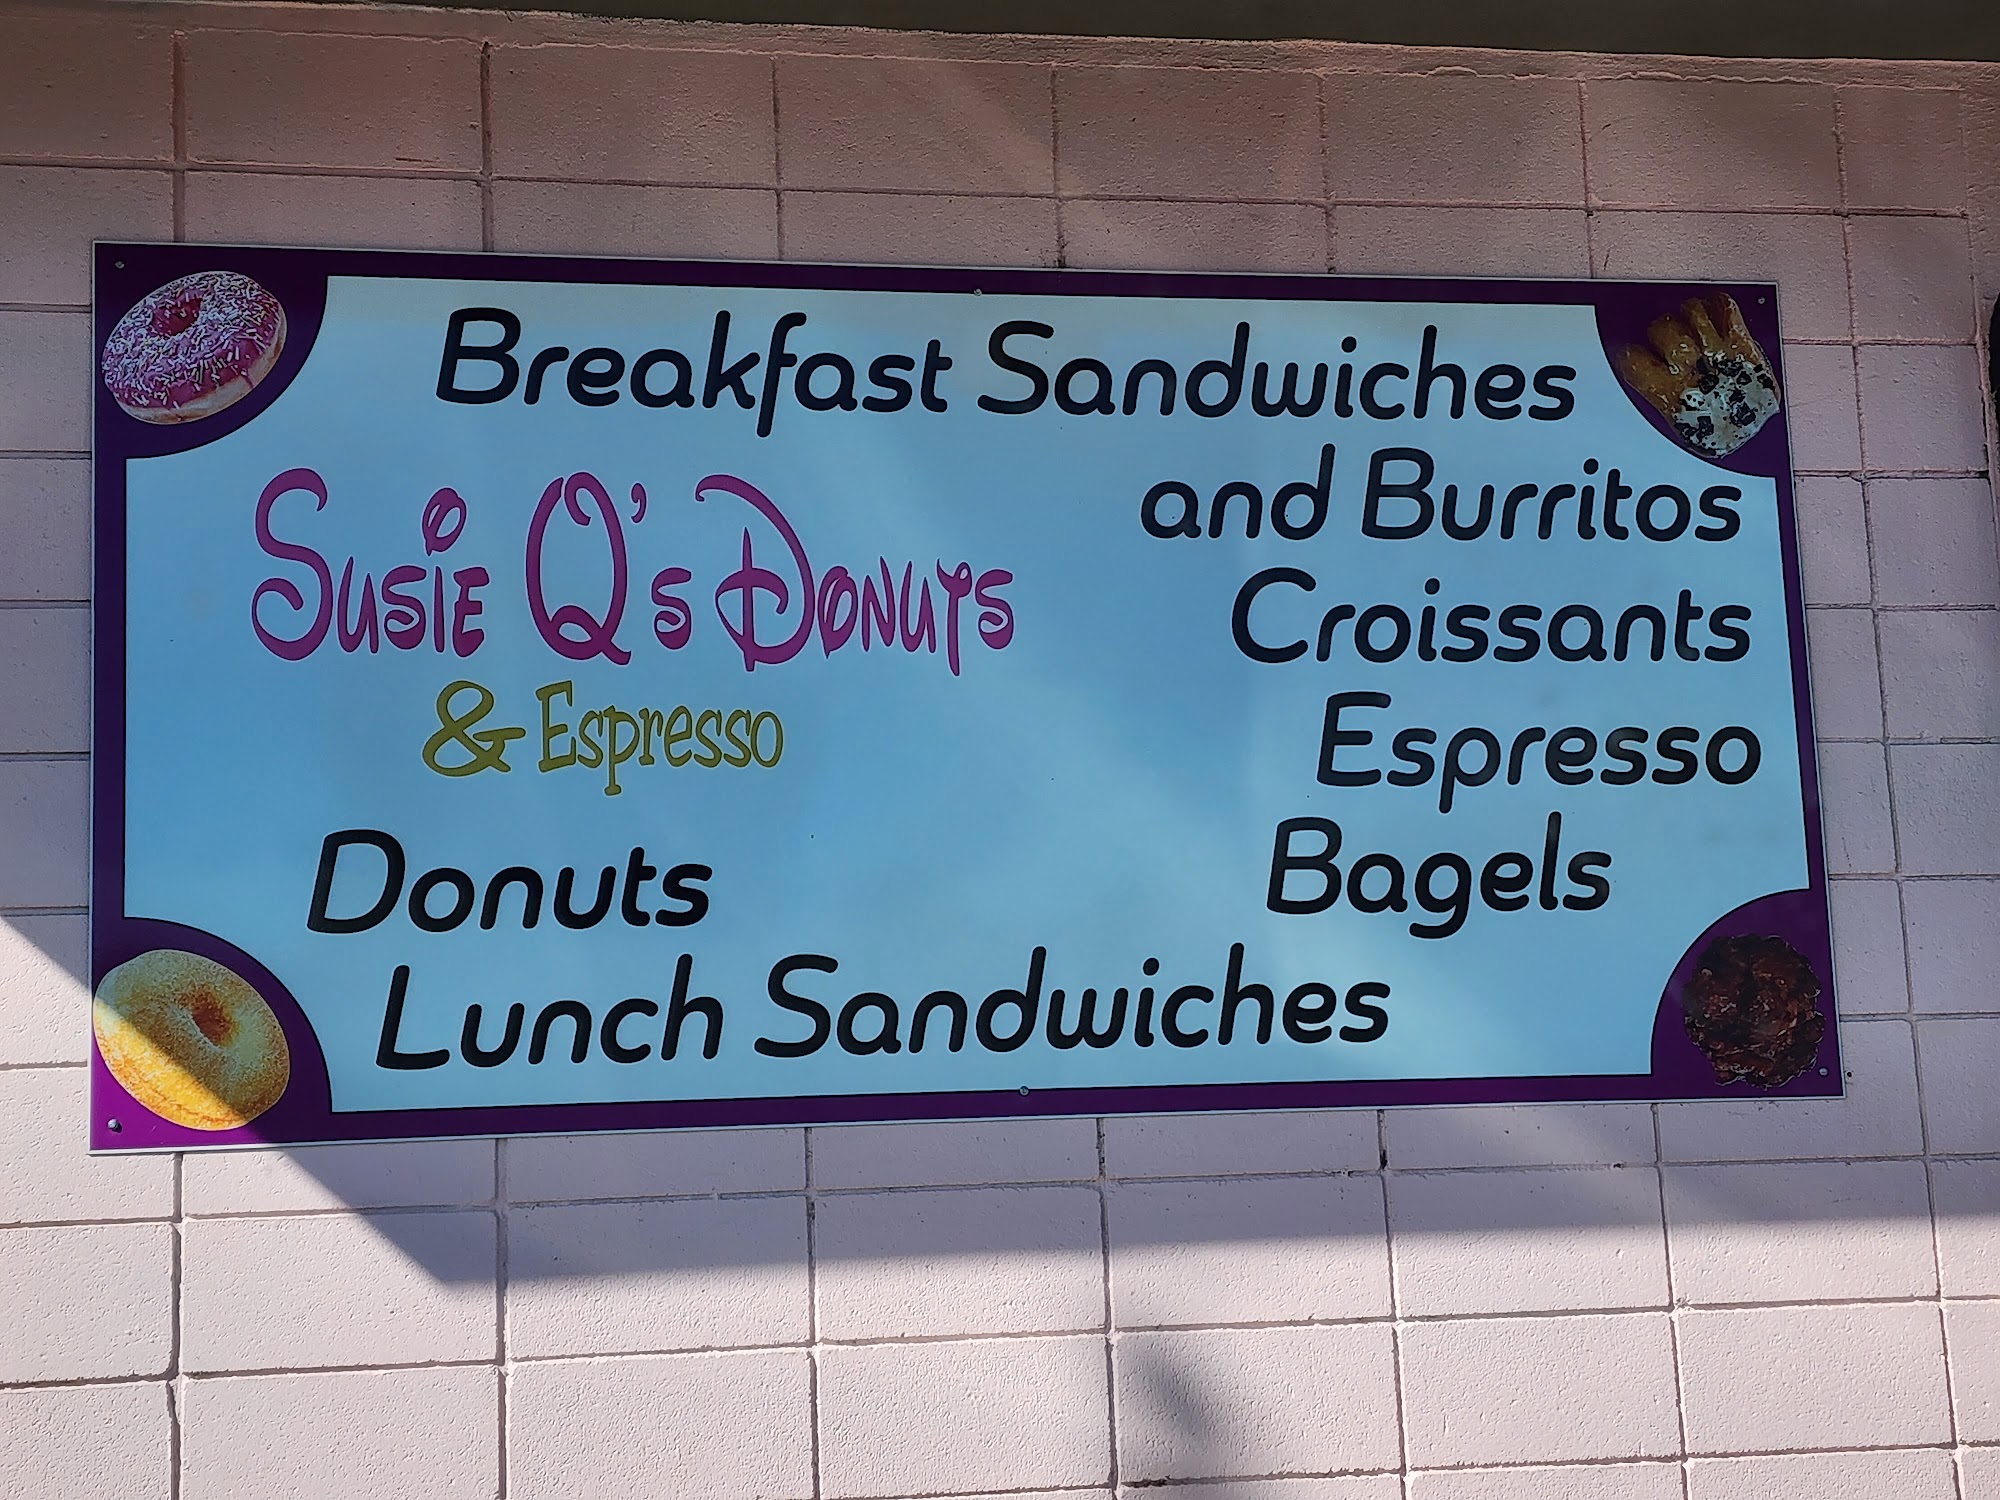 Breakfast Sandwiches
and Burritos
Susie Q's Donuts
& Espresso
Croissants
Espresso
Bagels
Donuts
Lunch Sandwiches